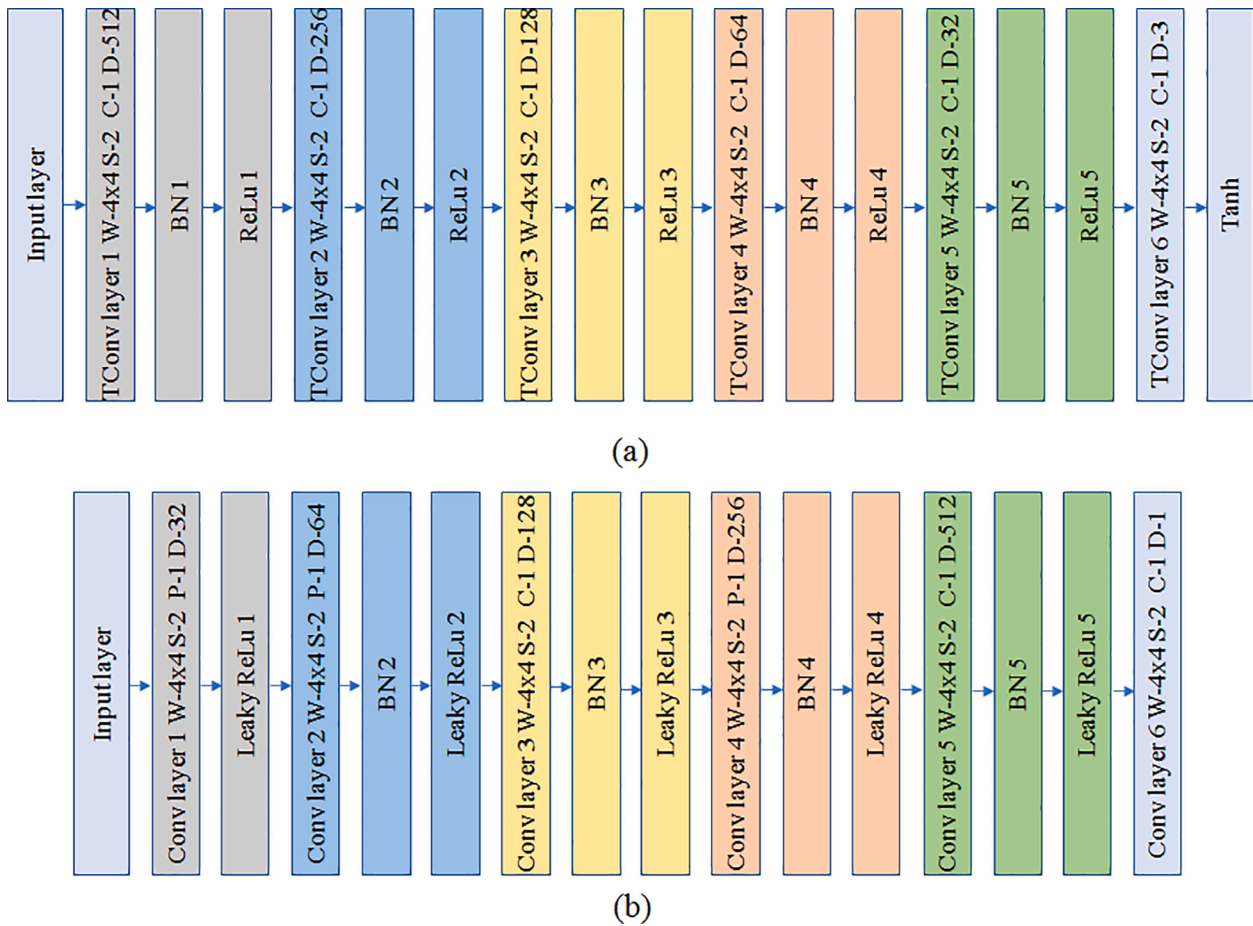 Input layer
TConv layer 1 W-4x4 S-2 C-1 D-512
BN 1
ReLu 1
TConv layer 2 W-4x4 S-2 C-1 D-256
BN 2
ReLu 2
TConv layer 3 W-4x4 S-2 C-1 D-128
BN 3
ReLu 3
TConv layer 4 W-4x4 S-2 C-1 D-64
BN 4
ReLu 4
TConv layer 5 W-4x4 S-2 C-1 D-32
BN 5
ReLu 5
TConv layer 6 W-4x4 S-2 C-1 D-3
Tanh
(a)
Input layer
Conv layer 1 W-4x4 S-2 P-1 D-32
Leaky ReLu 1
Conv layer 2 W-4x4 S-2 P-1 D-64
BN 2
Leaky ReLu 2
Conv layer 3 W-4x4 S-2 C-1 D-128
BN 3
Leaky ReLu 3
Conv layer 4 W-4x4 S-2 P-1 D-256
BN 4
Leaky ReLu 4
Conv layer 5 W-4x4 S-2 C-1 D-512
BN 5
Leaky ReLu 5
Conv layer 6 W-4x4 S-2 C-1 D-1
(b)